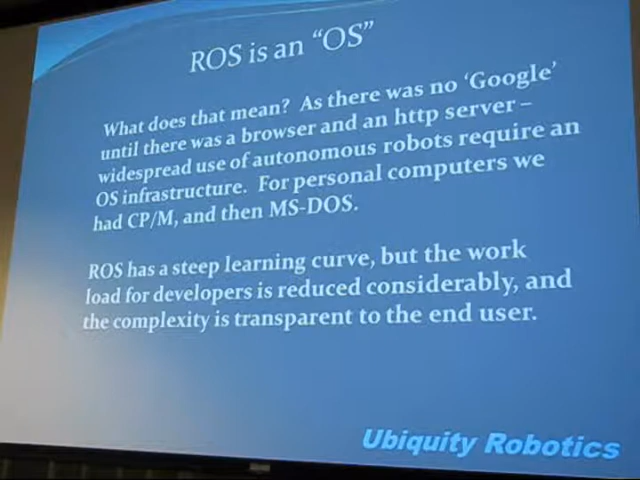 ROS is an “OS”
What does that mean? As there was no ‘Google’
until there was a browser and an http server –
widespread use of autonomous robots require an
OS infrastructure. For personal computers we
had CP/M, and then MS-DOS.
ROS has a steep learning curve, but the work
load for developers is reduced considerably, and
the complexity is transparent to the end user.
Ubiquity Robotics